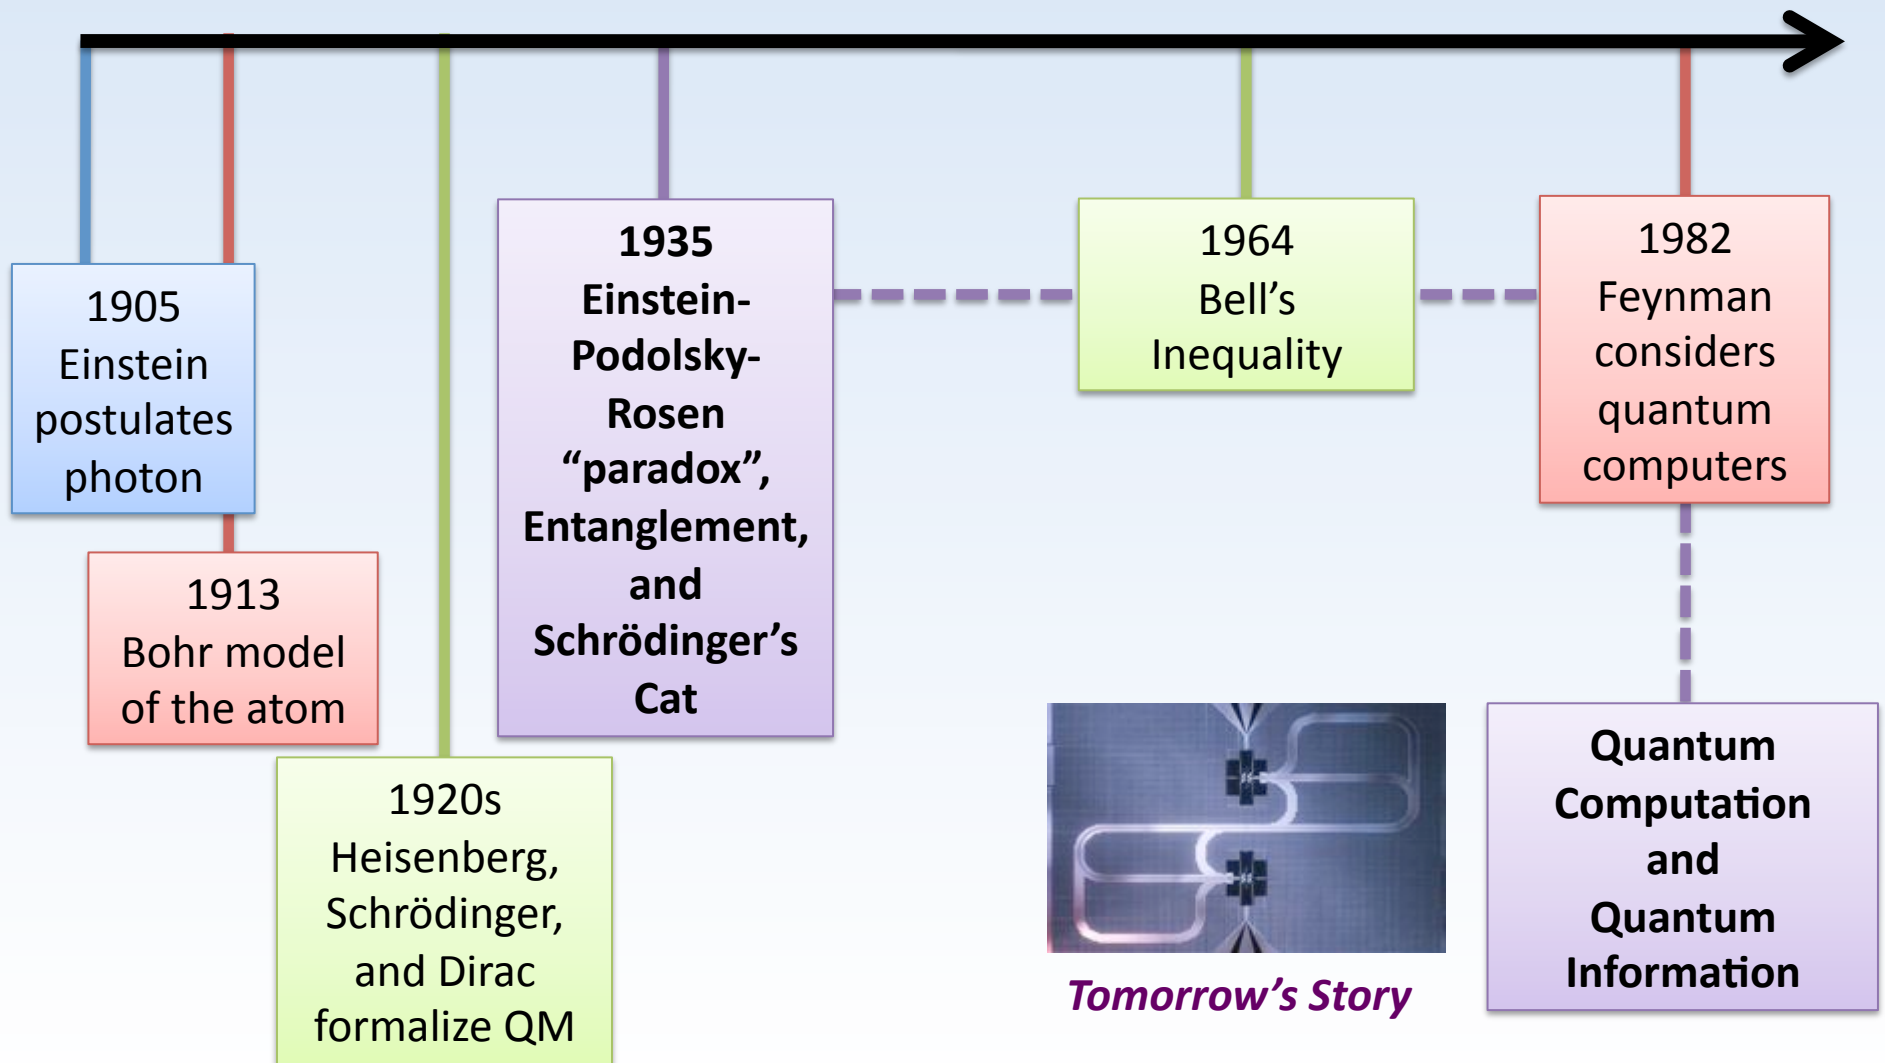 1905
Einstein
postulates
photon
1913
Bohr model
of the atom
1920s
Heisenberg,
Schrödinger,
and Dirac
formalize QM
1935
Einstein-
Podolsky-
Rosen
“paradox”,
Entanglement,
and
Schrödinger’s
Cat
1964
Bell’s
Inequality
1982
Feynman
considers
quantum
computers
Tomorrow’s Story
Quantum
Computation
and
Quantum
Information